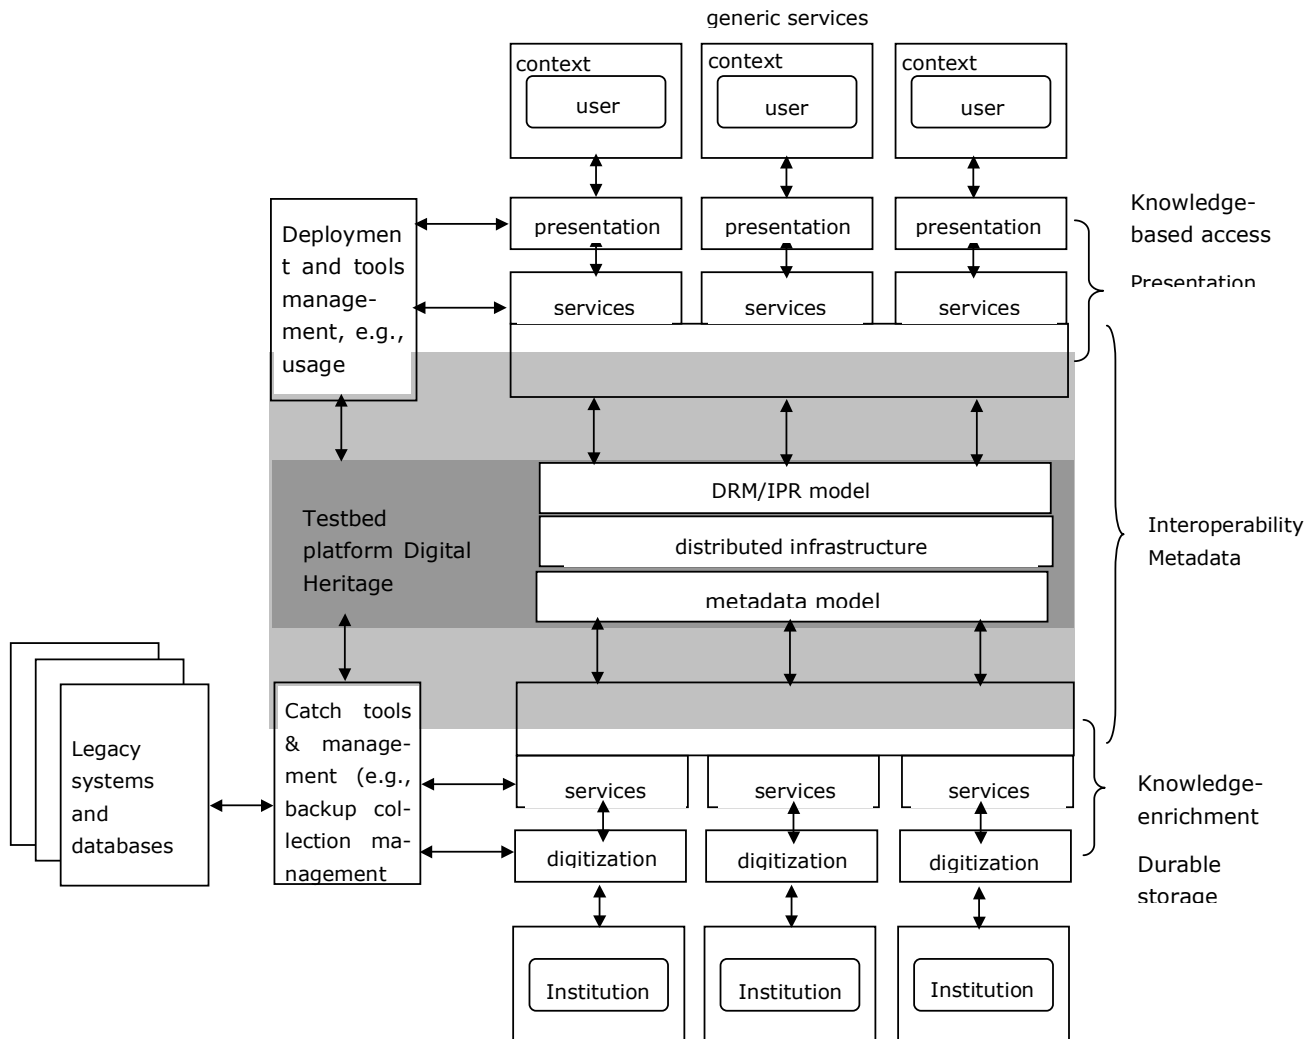 generic services
context
context
context
user
user
user
presentation
presentation
presentation
Knowledge-
based access
Presentation
Deploymen
t and tools
manage-
ment, e.g.,
usage
services
services
services
DRM/IPR model
distributed infrastructure
metadata model
Testbed
platform Digital
Heritage
Interoperability
Metadata
Legacy
systems
and
databases
Catch tools
& manage-
ment (e.g.,
backup col-
lection ma-
nagement
services
services
services
digitization
digitization
digitization
Knowledge-
enrichment
Durable
storage
Institution
Institution
Institution